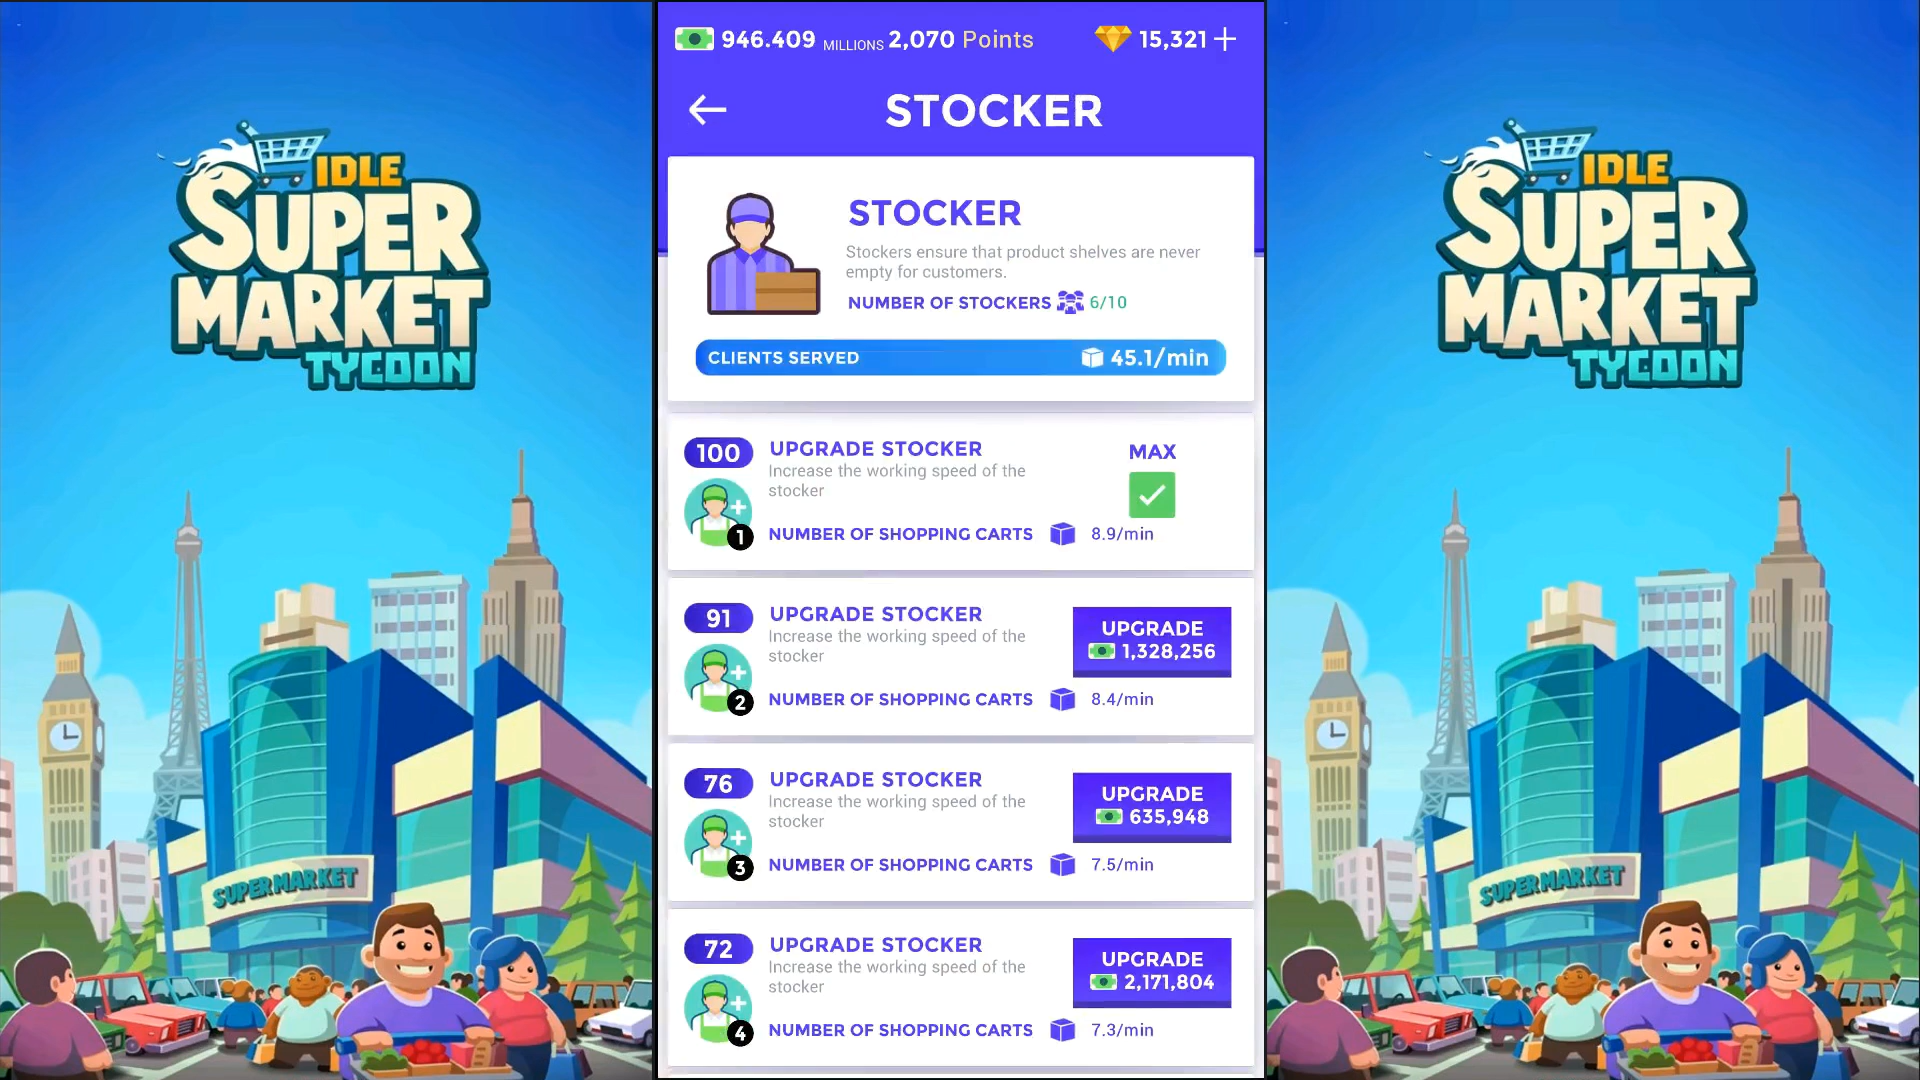 IDLE
SUPER
MARKET
TYCOON
SUPERMARKET
946.409 MILLIONS 2,070 Points 15,321 +
STOCKER
STOCKER
Stockers ensure that product shelves are never
empty for customers.
NUMBER OF STOCKERS 6/10
CLIENTS SERVED 45.1/min
100 UPGRADE STOCKER MAX
Increase the working speed of the
stocker
1 NUMBER OF SHOPPING CARTS 8.9/min
91 UPGRADE STOCKER UPGRADE
Increase the working speed of the
stocker 1,328,256
2 NUMBER OF SHOPPING CARTS 8.4/min
76 UPGRADE STOCKER UPGRADE
Increase the working speed of the
stocker 635,948
3 NUMBER OF SHOPPING CARTS 7.5/min
72 UPGRADE STOCKER UPGRADE
Increase the working speed of the
stocker 2,171,804
4 NUMBER OF SHOPPING CARTS 7.3/min
IDLE
SUPER
MARKET
TYCOON
SUPERMARKET